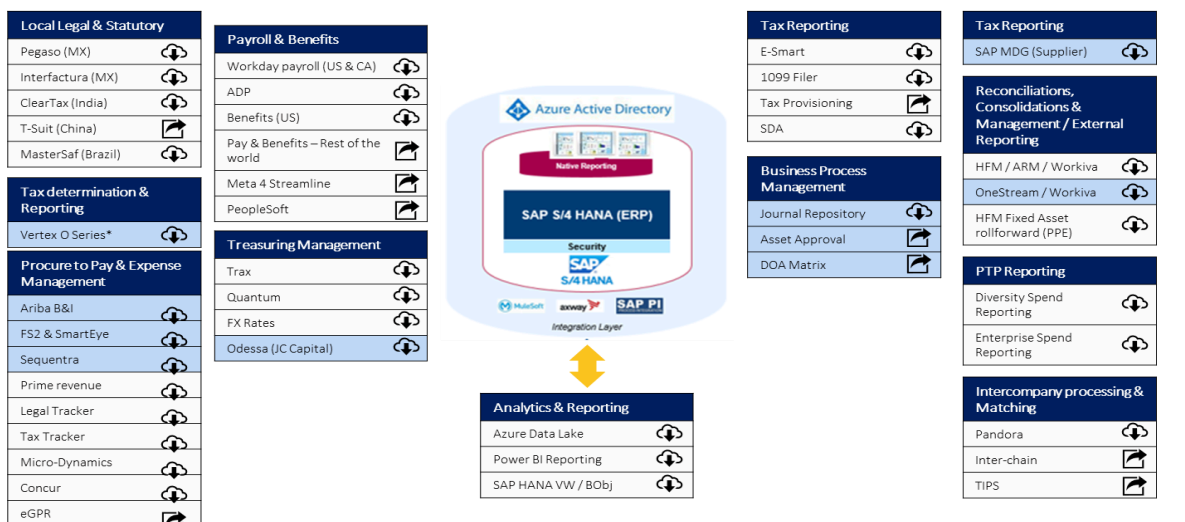 Local Legal & Statutory
Pegaso (MX)
Interfactura (MX)
ClearTax (India)
T-Suit (China)
MasterSaf (Brazil)
Tax determination &
Reporting
Vertex O Series*
Procure to Pay & Expense
Management
Ariba B&I
FS2 & SmartEye
Sequentra
Prime revenue
Legal Tracker
Tax Tracker
Micro-Dynamics
Concur
eGPR
Payroll & Benefits
Workday payroll (US & CA)
ADP
Benefits (US)
Pay & Benefits – Rest of the
world
Meta 4 Streamline
PeopleSoft
Treasuring Management
Trax
Quantum
FX Rates
Odessa (JC Capital)
Azure Active Directory
Native Reporting
SAP S/4 HANA (ERP)
Security
SAP
S/4 HANA
MuleSoft
axway
SAP PI
Integration Layer
Analytics & Reporting
Azure Data Lake
Power BI Reporting
SAP HANA VW / BObj
Tax Reporting
E-Smart
1099 Filer
Tax Provisioning
SDA
Business Process
Management
Journal Repository
Asset Approval
DOA Matrix
Tax Reporting
SAP MDG (Supplier)
Reconciliations,
Consolidations &
Management / External
Reporting
HFM / ARM / Workiva
OneStream / Workiva
HFM Fixed Asset
rollforward (PPE)
PTP Reporting
Diversity Spend
Reporting
Enterprise Spend
Reporting
Intercompany processing &
Matching
Pandora
Inter-chain
TIPS